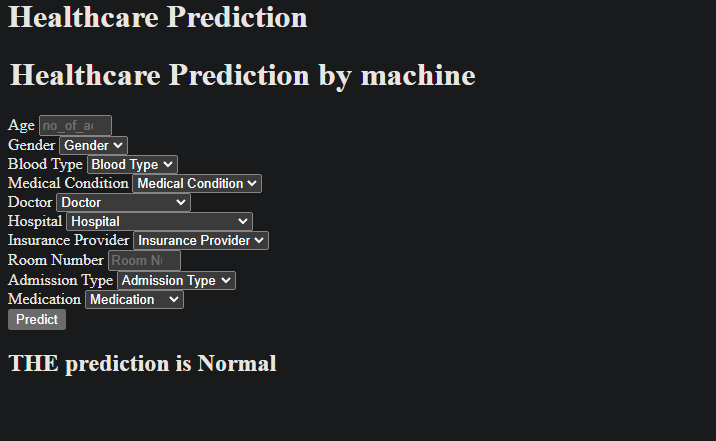 Healthcare Prediction
Healthcare Prediction by machine
Age no_of_a
Gender Gender
Blood Type Blood Type
Medical Condition Medical Condition
Doctor Doctor
Hospital Hospital
Insurance Provider Insurance Provider
Room Number Room N
Admission Type Admission Type
Medication Medication
Predict
THE prediction is Normal